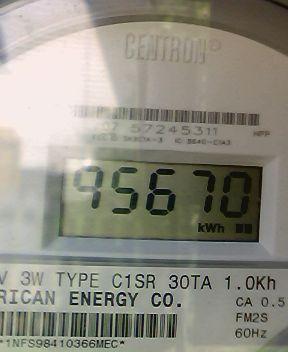 CENTRON®
57245311
95670
kWh
V 3W TYPE C1SR 30TA 1.0Kh
RICAN ENERGY CO.
CA 0.5
FM2S
60Hz
*1NFS98410366MEC*